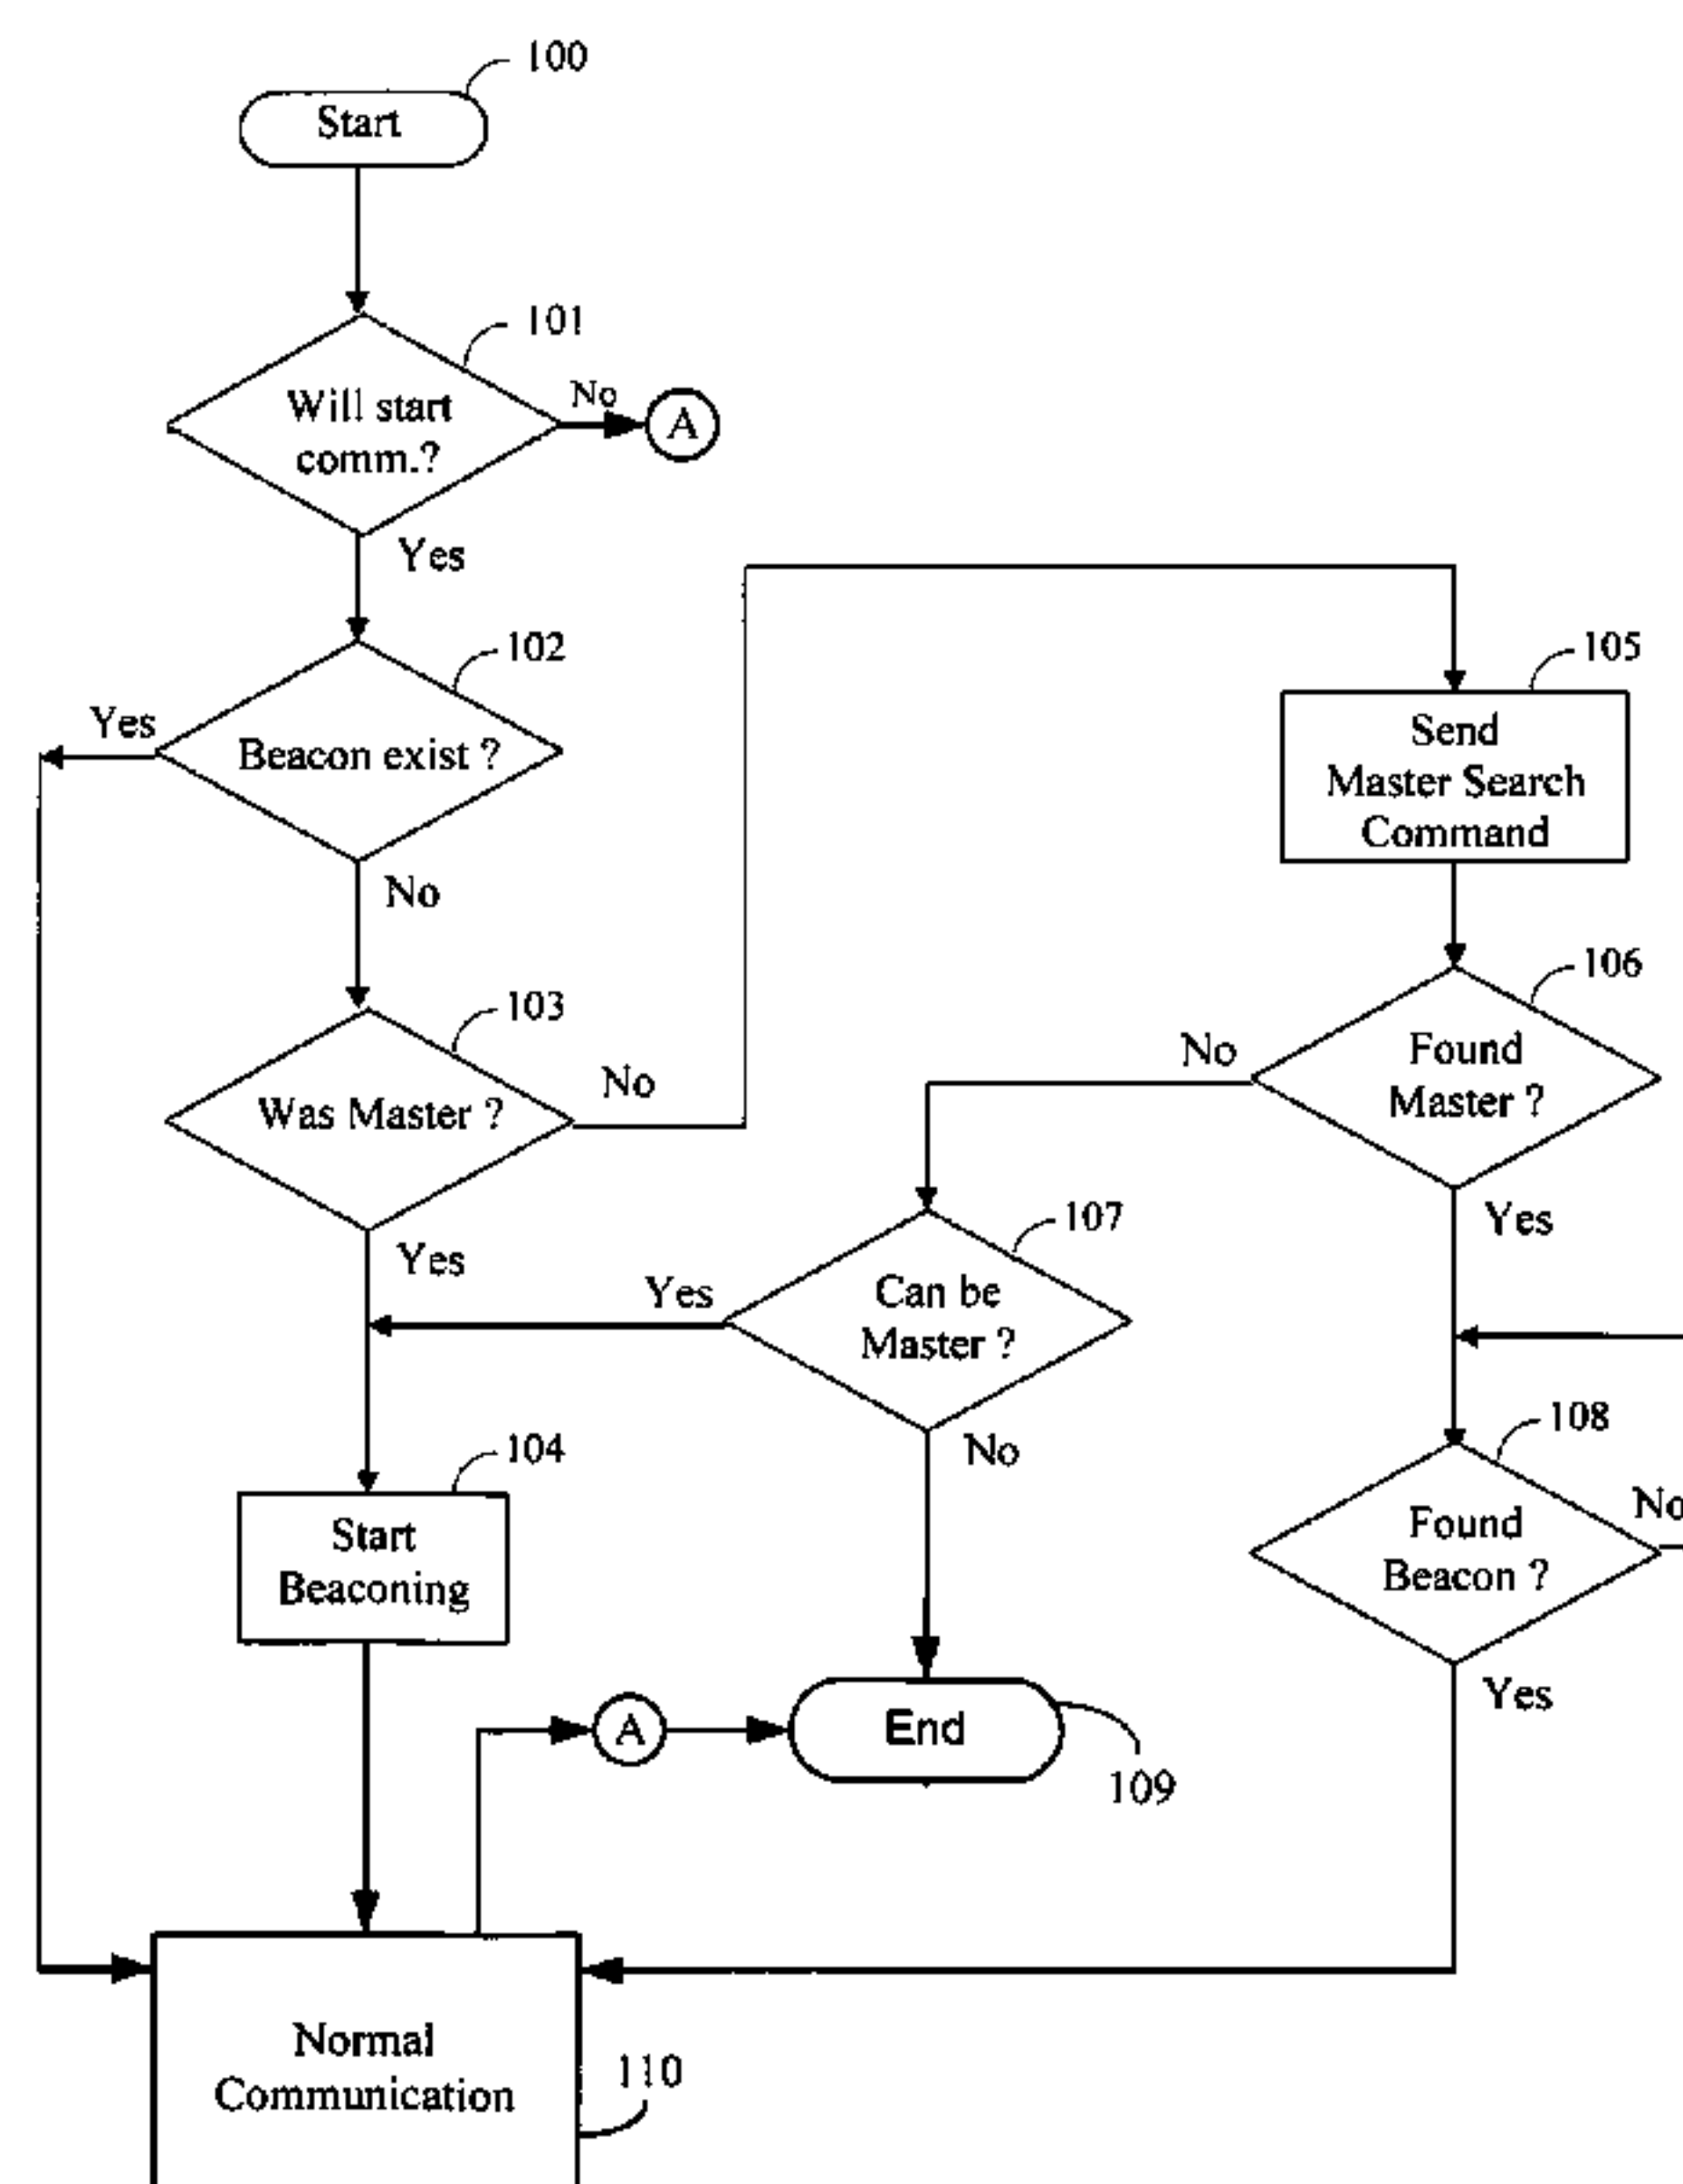 100
Start
101
Will start
comm.?
No
A
Yes
102
Yes
Beacon exist ?
No
103
Was Master ?
No
Yes
105
Send
Master Search
Command
106
Found
Master ?
No
Yes
107
Can be
Master ?
Yes
No
104
Start
Beaconing
108
Found
Beacon ?
No
Yes
A
End
109
Normal
Communication
110